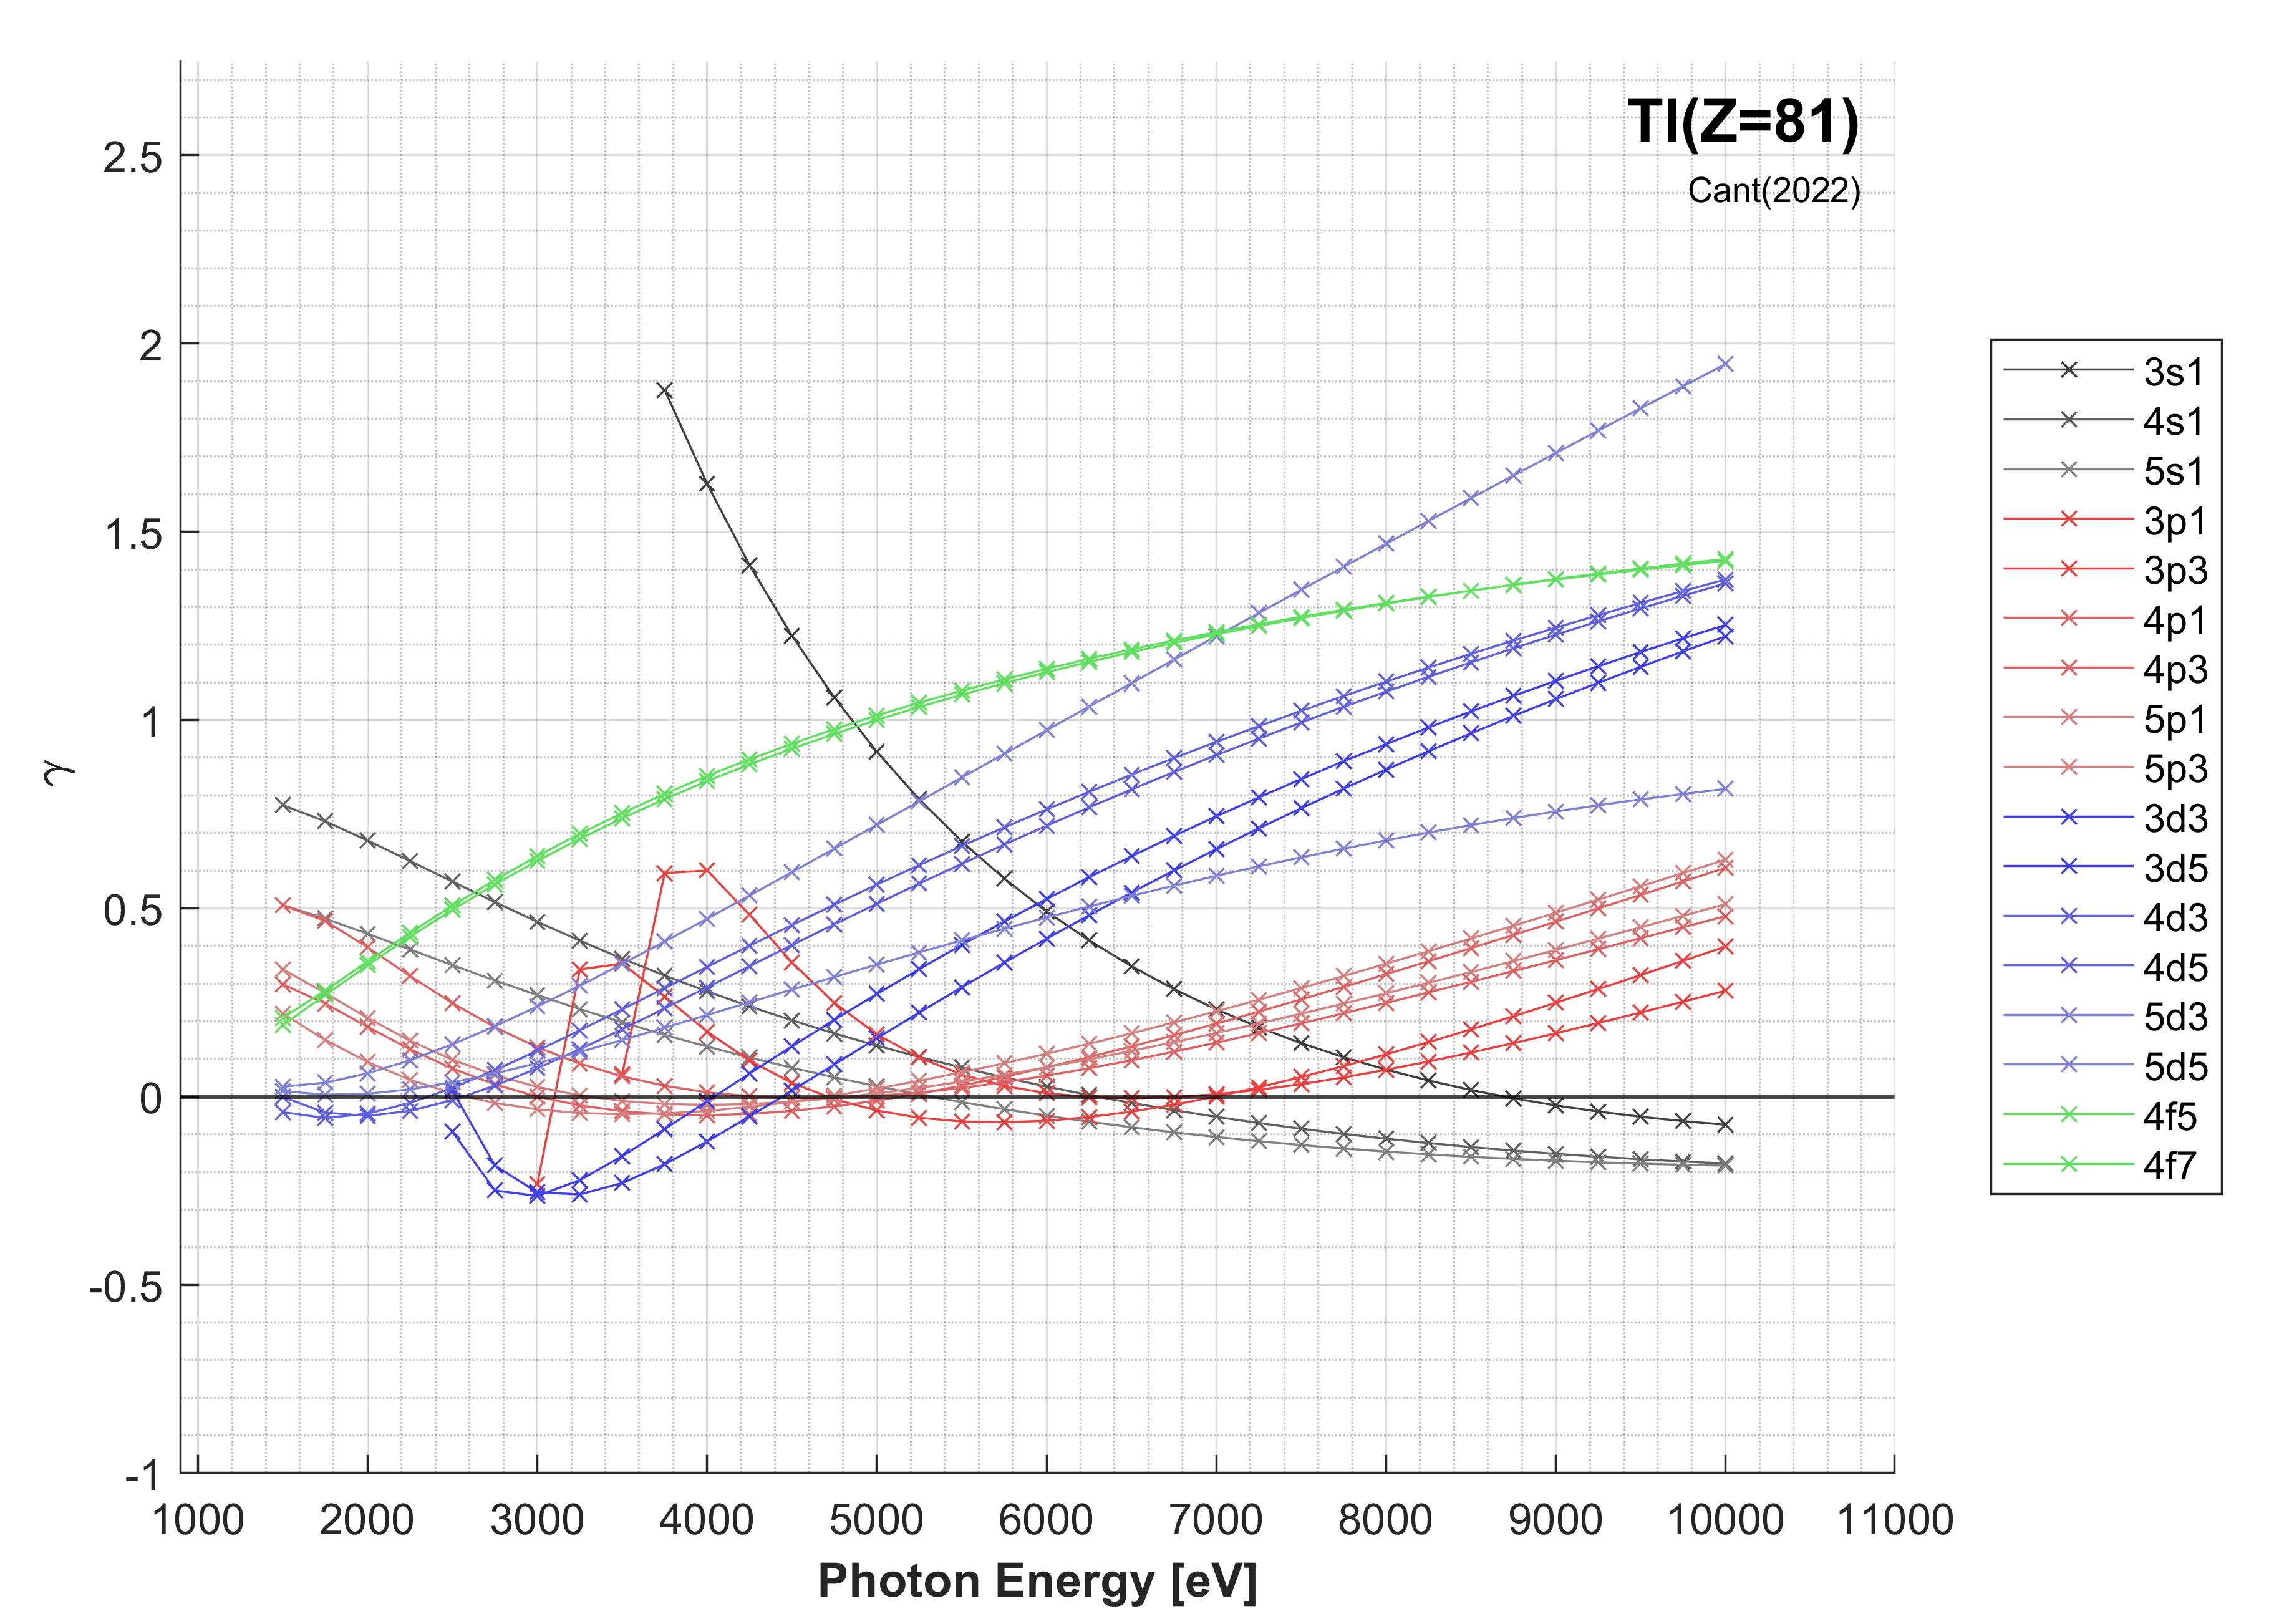 Tl(Z=81)
Cant(2022)
2.5
2
1.5
1
0.5
0
-0.5
-1
γ
1000 2000 3000 4000 5000 6000 7000 8000 9000 10000 11000
Photon Energy [eV]
3s1
4s1
5s1
3p1
3p3
4p1
4p3
5p1
5p3
3d3
3d5
4d3
4d5
5d3
5d5
4f5
4f7